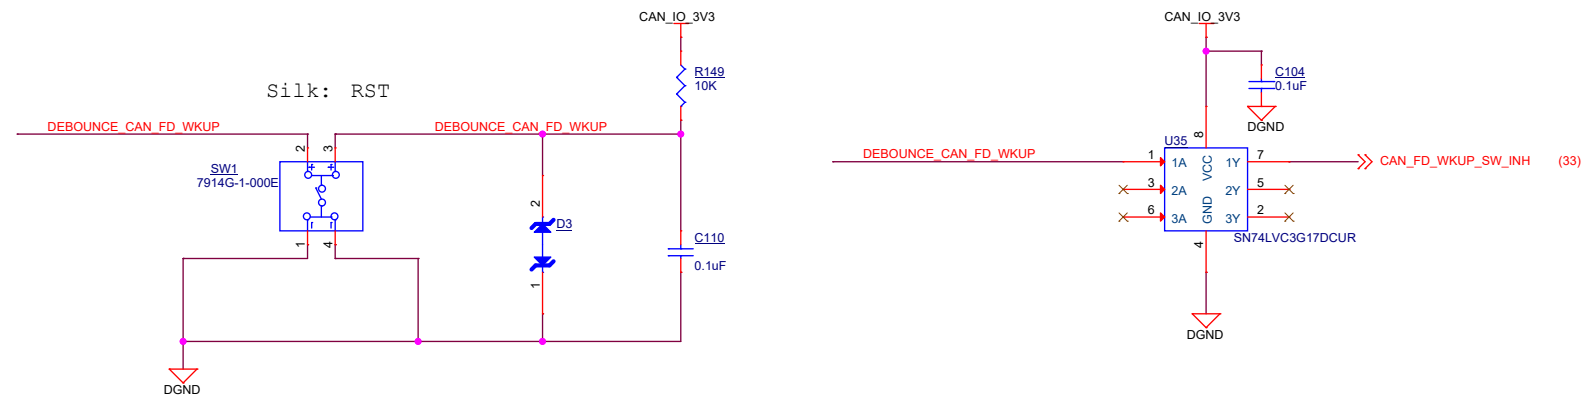 CAN_IO_3V3
R149
10K
Silk: RST
DEBOUNCE_CAN_FD_WKUP
DEBOUNCE_CAN_FD_WKUP
2
3
SW1
7914G-1-000E
1
4
2
D3
1
C110
0.1uF
DGND
CAN_IO_3V3
C104
0.1uF
DGND
8
U35
DEBOUNCE_CAN_FD_WKUP
1
1A
VCC
1Y
7
CAN_FD_WKUP_SW_INH
(33)
3
2A
2Y
5
6
3A
GND
3Y
2
SN74LVC3G17DCUR
4
DGND